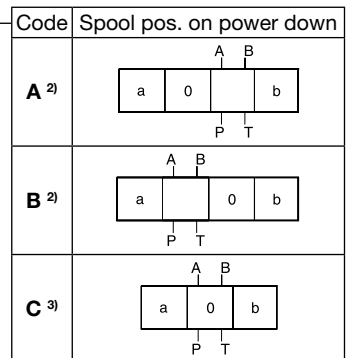 Code Spool pos. on power down
A B
A 2) a 0 b
P T
A B
B 2) a 0 b
P T
A B
C 3) a 0 b
P T